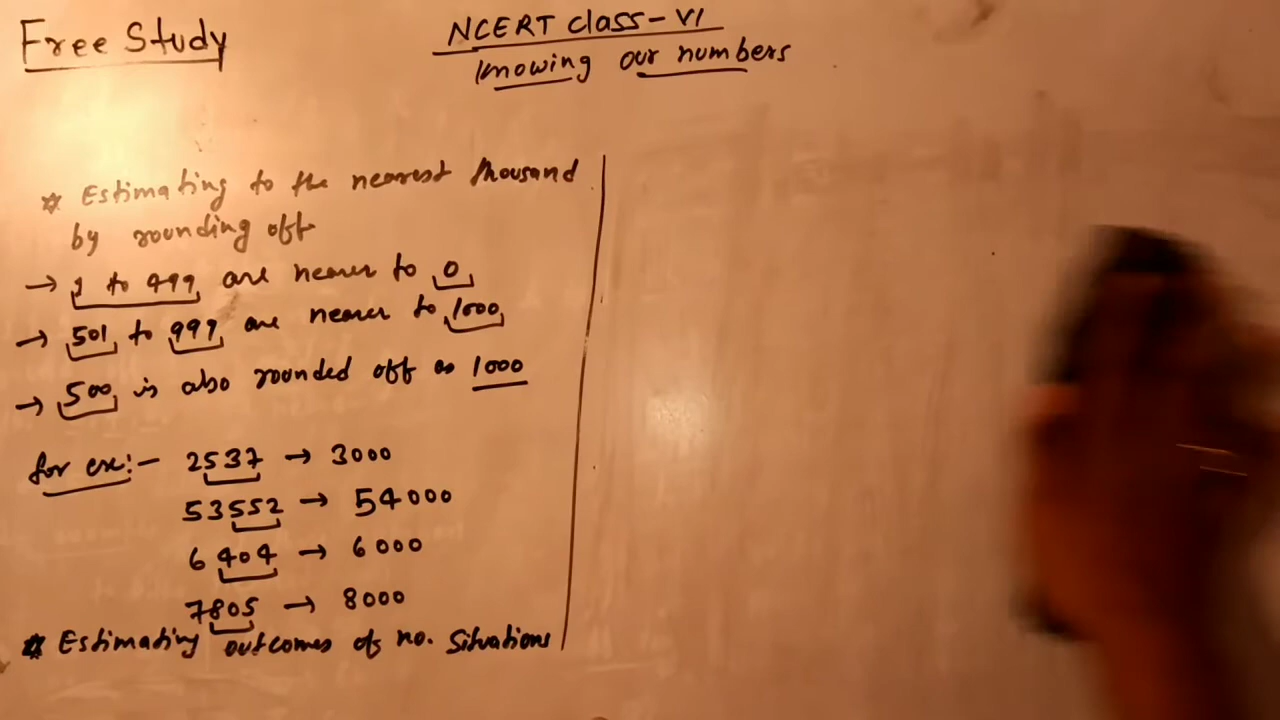 Free Study
NCERT Class-VI
Knowing our numbers
* Estimating to the nearest thousand
by rounding off
→ 1 to 499 are nearer to 0
→ 501 to 999 are nearer to 1000
→ 500 is also rounded off as 1000
for ex:- 2537 → 3000
53552 → 54000
6404 → 6000
7805 → 8000
* Estimating outcomes of no. situations